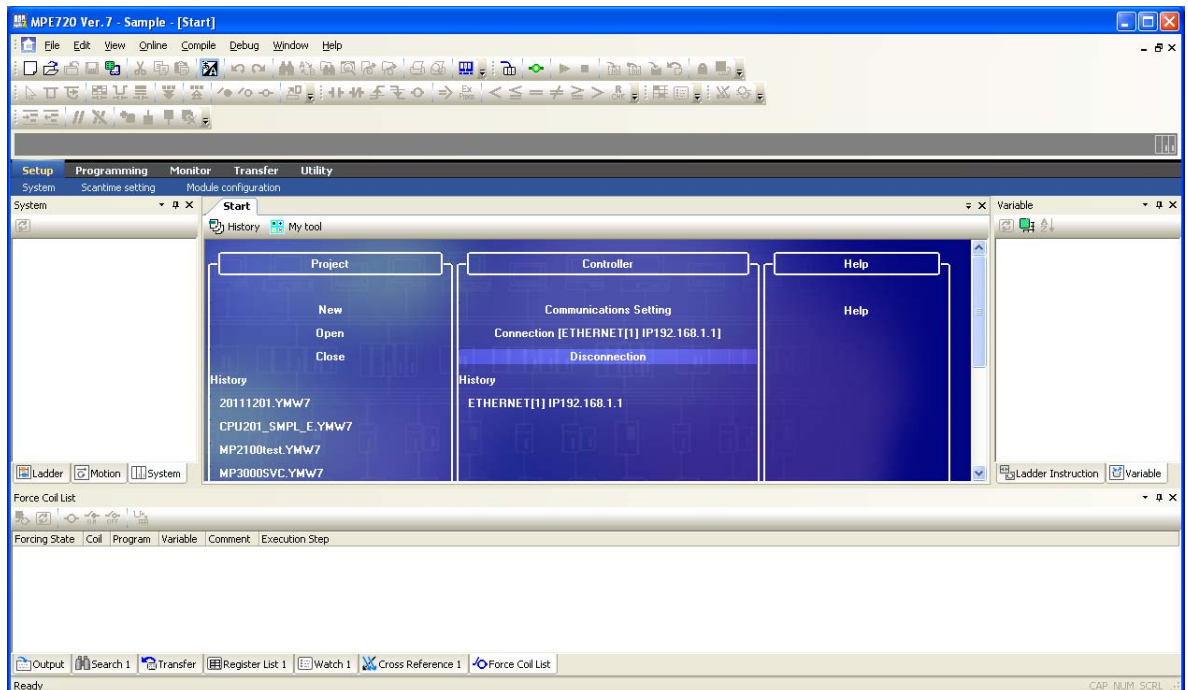 MPE720 Ver. 7 - Sample - [Start]
File Edit View Online Compile Debug Window Help
Setup Programming Monitor Transfer Utility
System Scantime setting Module configuration
System
Start
Variable
History My tool
Project Controller Help
New Communications Setting Help
Open Connection [ETHERNET[1] IP192.168.1.1]
Close Disconnection
History History
20111201.YMW7 ETHERNET[1] IP192.168.1.1
CPU201_SMPL_E.YMW7
MP2100test.YMW7
MP3000SVC.YMW7
Ladder Motion System
Ladder Instruction Variable
Force Coil List
Forcing State Coil Program Variable Comment Execution Step
Output Search 1 Transfer Register List 1 Watch 1 Cross Reference 1 Force Coil List
Ready CAP NUM SCRL